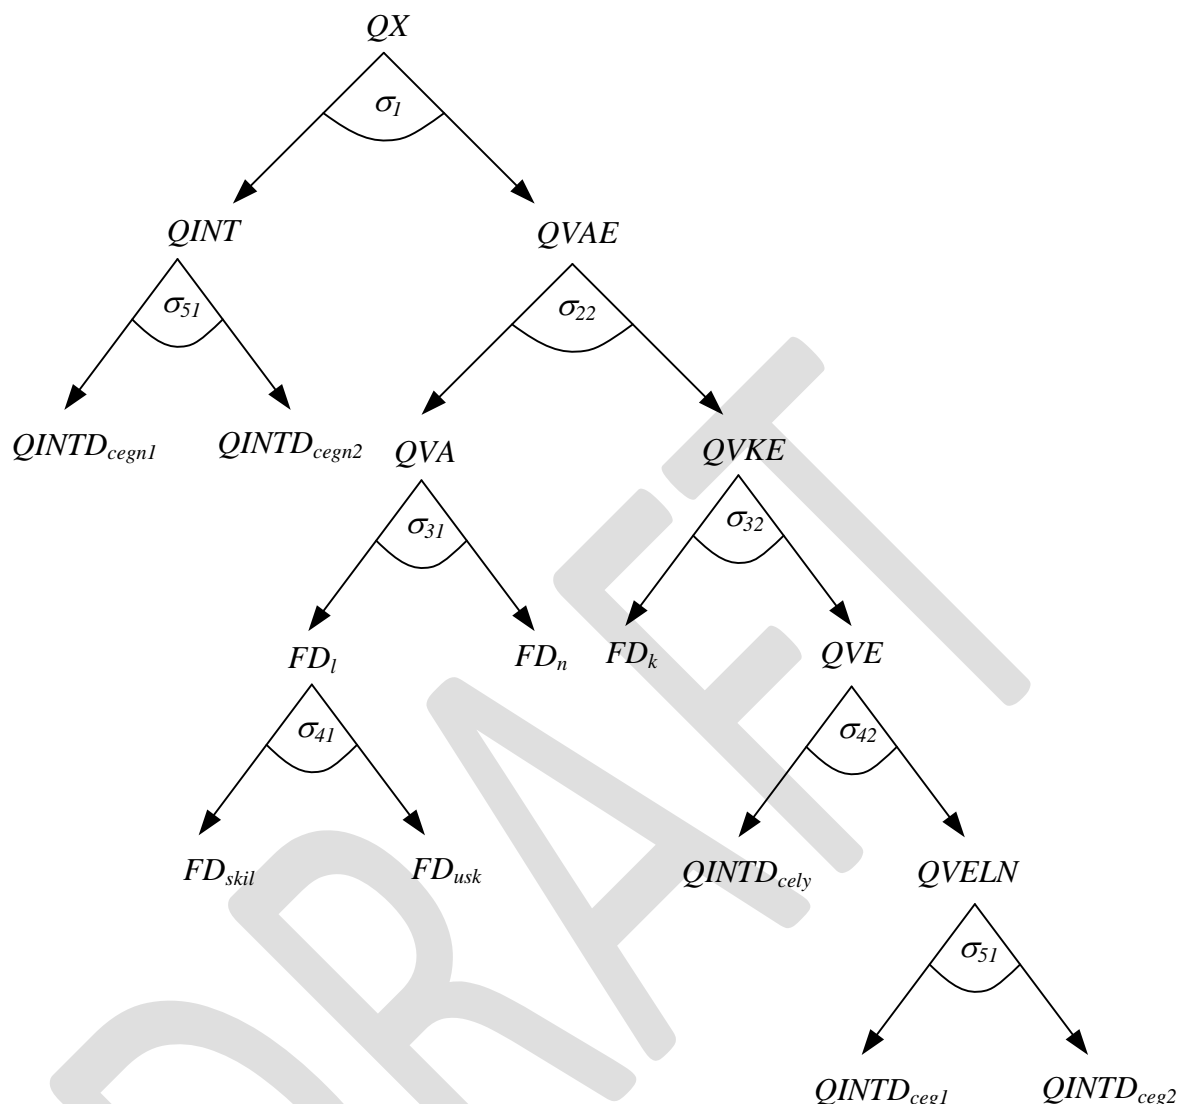 QX
σ1
QINT QVAE
σ51 σ22
QINTDcegn1 QINTDcegn2 QVA QVKE
σ31 σ32
FDl FDn FDk QVE
σ41 σ42
FDskil FDusk QINTDcely QVELN
σ51
QINTDceg1 QINTDceg2
DRAFT